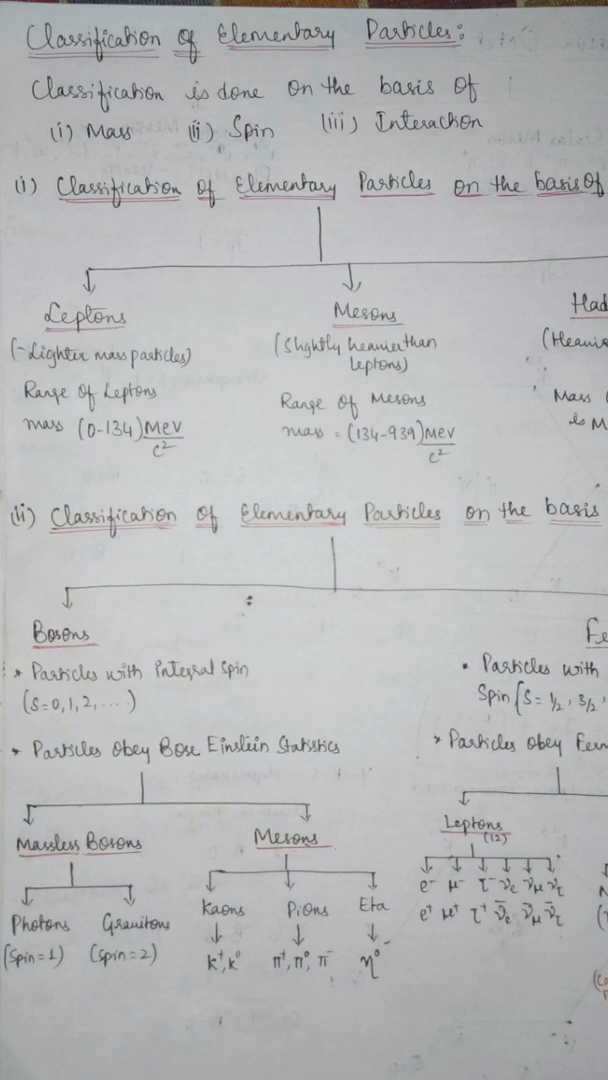 Classification of Elementary Particles:
Classification is done on the basis of
(i) Mass (ii) Spin (iii) Interaction
(i) Classification of Elementary Particles on the basis of
Leptons
(-Lighter mass particles)
Range of Leptons
mass (0-134) MeV/c²
Mesons
(Slightly heavier than
leptons)
Range of Mesons
mass = (134-939) MeV/c²
Had
(Heavie
Mass
is M
(ii) Classification of Elementary Particles on the basis
Bosons
* Particles with integral spin
(S=0,1,2,....)
* Particles obey Bose Einstein Statistics
Massless Bosons
Photons
(Spin=1)
Gravitons
(Spin=2)
Mesons
Kaons
K⁺, K⁰
Pions
π⁺, π⁰, π⁻
Eta
η⁰
Fe
* Particles with
Spin (S= 1/2, 3/2,
* Particles obey Ferm
Leptons
(12)
e⁻ μ⁻ τ⁻ νe νμ ντ
e⁺ μ⁺ τ⁺ ν̄e ν̄μ ν̄τ